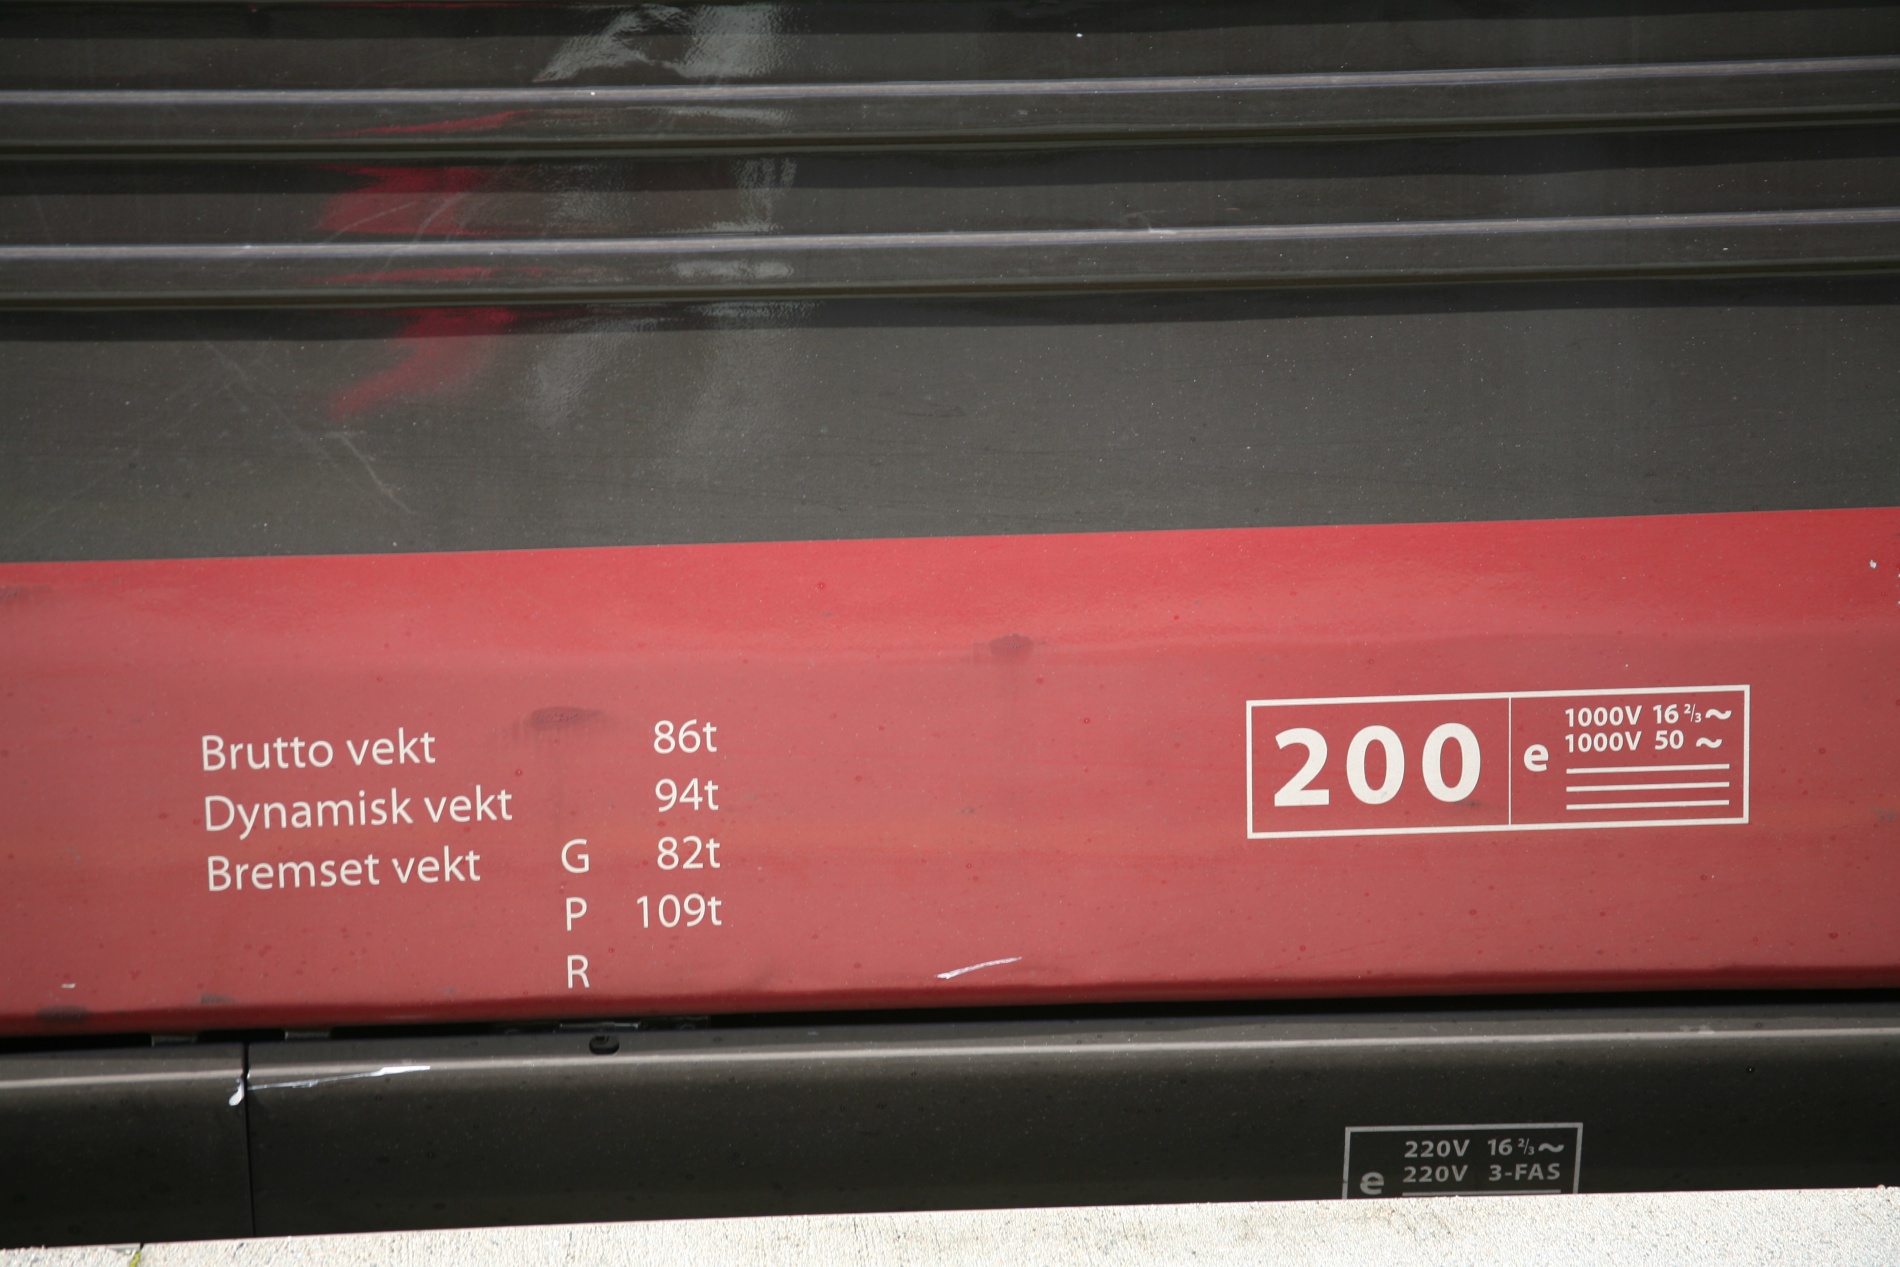 Brutto vekt 86t
Dynamisk vekt 94t
Bremset vekt G 82t
P 109t
R
200 e 1000V 16 2/3 ~
1000V 50 ~
e 220V 16 2/3 ~
220V 3-FAS